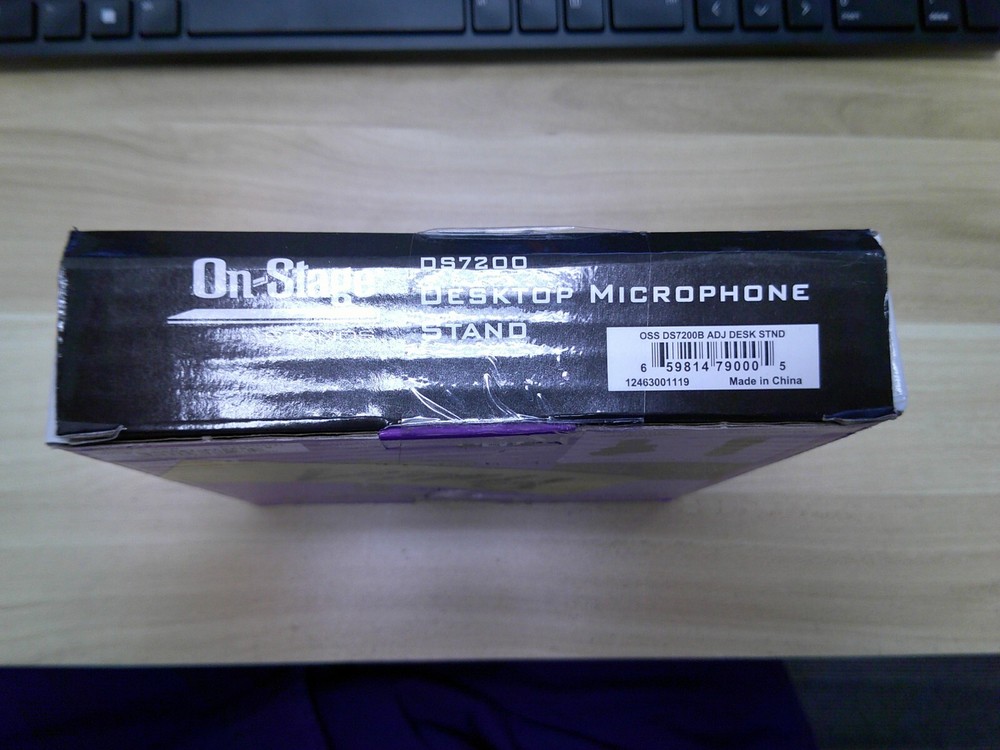 On-Stage
DS7200
DESKTOP MICROPHONE
STAND
OSS DS7200B ADJ DESK STND
6 59814 79000 5
12463001119 Made in China